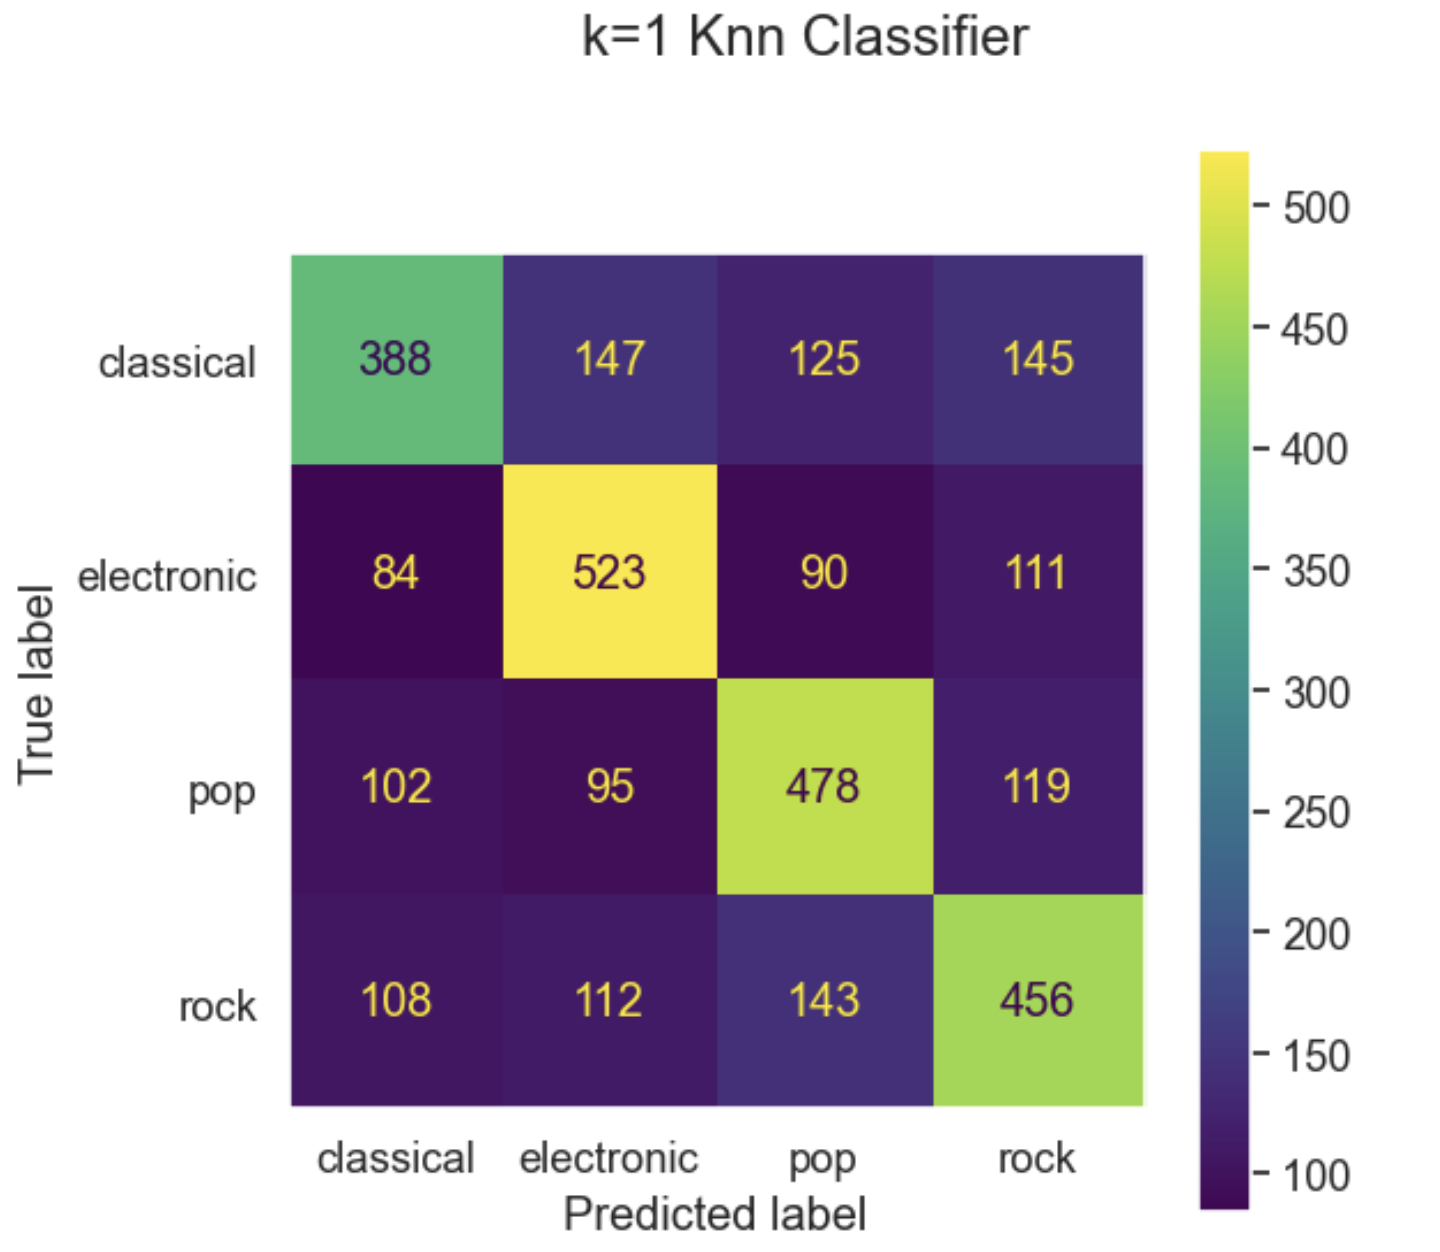 k=1 Knn Classifier
classical 388 147 125 145
electronic 84 523 90 111
pop 102 95 478 119
rock 108 112 143 456
classical electronic pop rock
Predicted label
True label
500
450
400
350
300
250
200
150
100